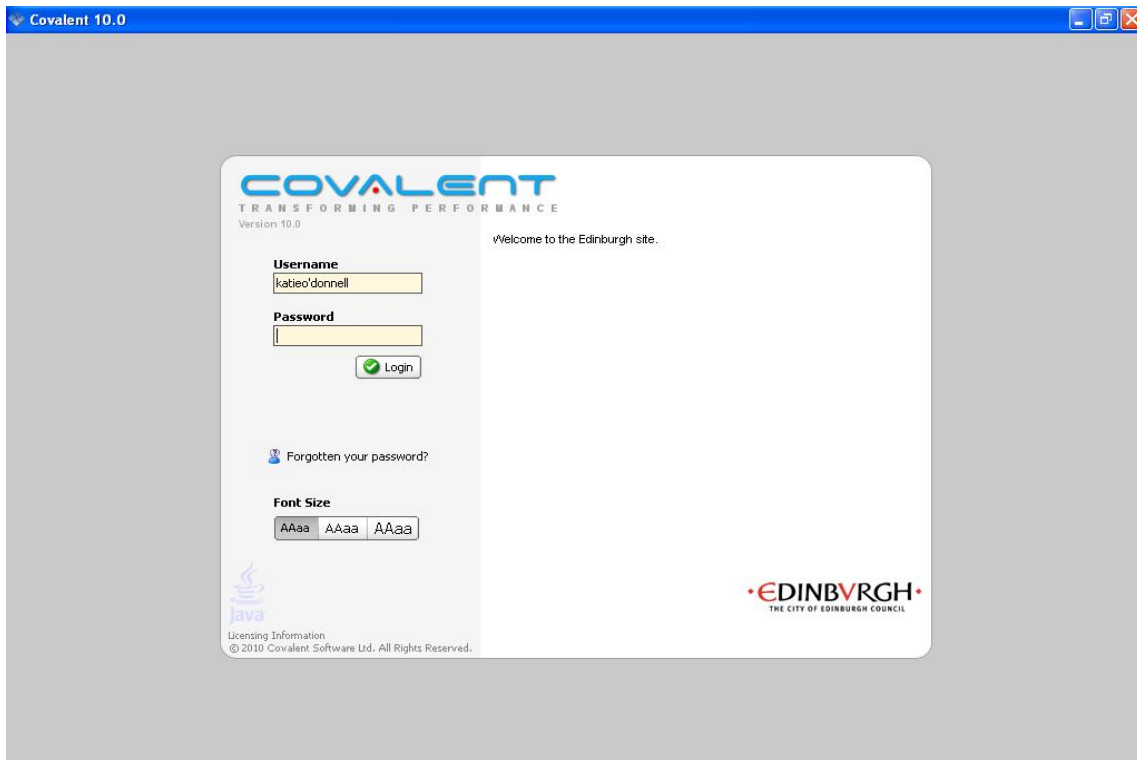 Covalent 10.0
COVALENT
TRANSFORMING PERFORMANCE
Version 10.0
Welcome to the Edinburgh site.
Username
katieo'donnell
Password
Login
Forgotten your password?
Font Size
AAaa AAaa AAaa
·EDINBVRGH·
THE CITY OF EDINBURGH COUNCIL
Java
Licensing Information
© 2010 Covalent Software Ltd. All Rights Reserved.